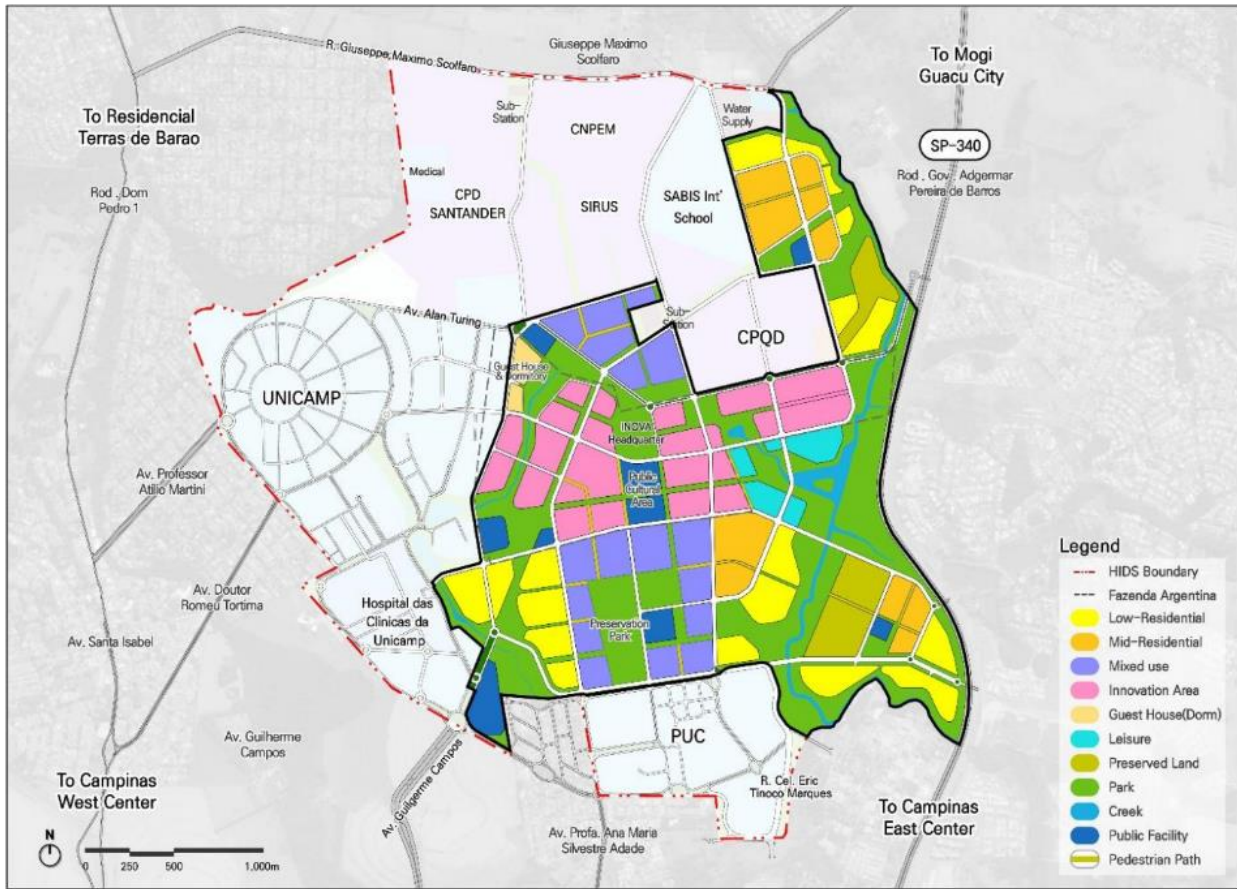 R. Giuseppe Maximo Scolfaro
Giuseppe Maximo
Scolfaro
To Mogi
Guacu City
SP-340
Rod . Gov . Adgermar
Pereira de Barros
To Residencial
Terras de Barao
Rod . Dom
Pedro 1
Sub-
Station
CNPEM
Water
Supply
Medical
CPD
SANTANDER
SIRUS
SABIS Int'
School
Av. Alan Turing
Sub-
Station
CPQD
Guest House
& Dormitory
UNICAMP
INOVA
Headquarter
Public
Cultural
Area
Av. Professor
Atilio Martini
Av. Doutor
Romeu Tortima
Av. Santa Isabel
Hospital das
Clinicas da
Unicamp
Preservation
Park
PUC
Av. Guilherme
Campos
To Campinas
West Center
Av. Guilgerme Campos
R. Cel. Eric
Tinoco Marques
Av. Profa. Ana Maria
Silvestre Adade
To Campinas
East Center
Legend
HIDS Boundary
Fazenda Argentina
Low-Residential
Mid-Residential
Mixed use
Innovation Area
Guest House(Dorm)
Leisure
Preserved Land
Park
Creek
Public Facility
Pedestrian Path
N
0 250 500 1,000m